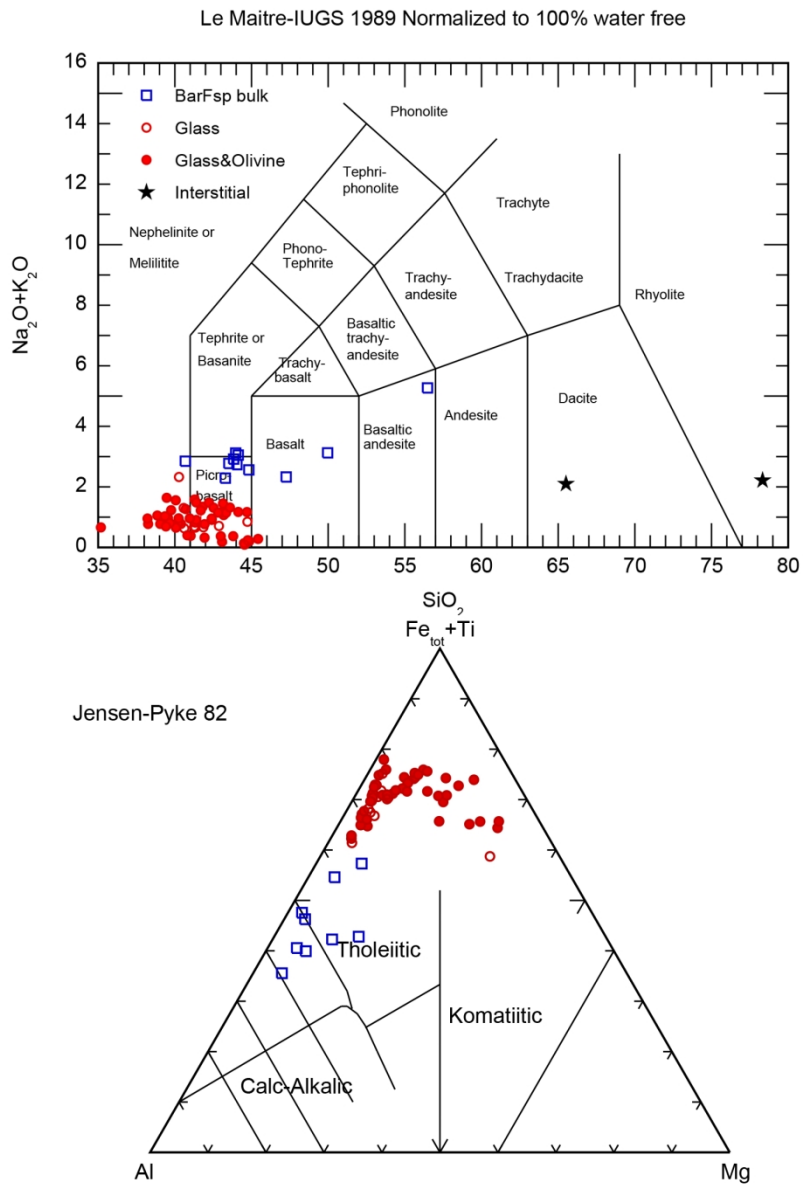 Le Maitre-IUGS 1989 Normalized to 100% water free
16
14
12
10
8
6
4
2
0
Na₂O+K₂O
BarFsp bulk
Glass
Glass&Olivine
Interstitial
Phonolite
Tephri-
phonolite
Trachyte
Nephelinite or
Melilitite
Phono-
Tephrite
Trachy-
andesite
Trachydacite
Rhyolite
Tephrite or
Basanite
Basaltic
trachy-
andesite
Trachy-
basalt
Picro
basalt
Basalt
Basaltic
andesite
Andesite
Dacite
35 40 45 50 55 60 65 70 75 80
SiO₂
Fe_tot+Ti
Jensen-Pyke 82
Tholeiitic
Komatiitic
Calc-Alkalic
Al Mg